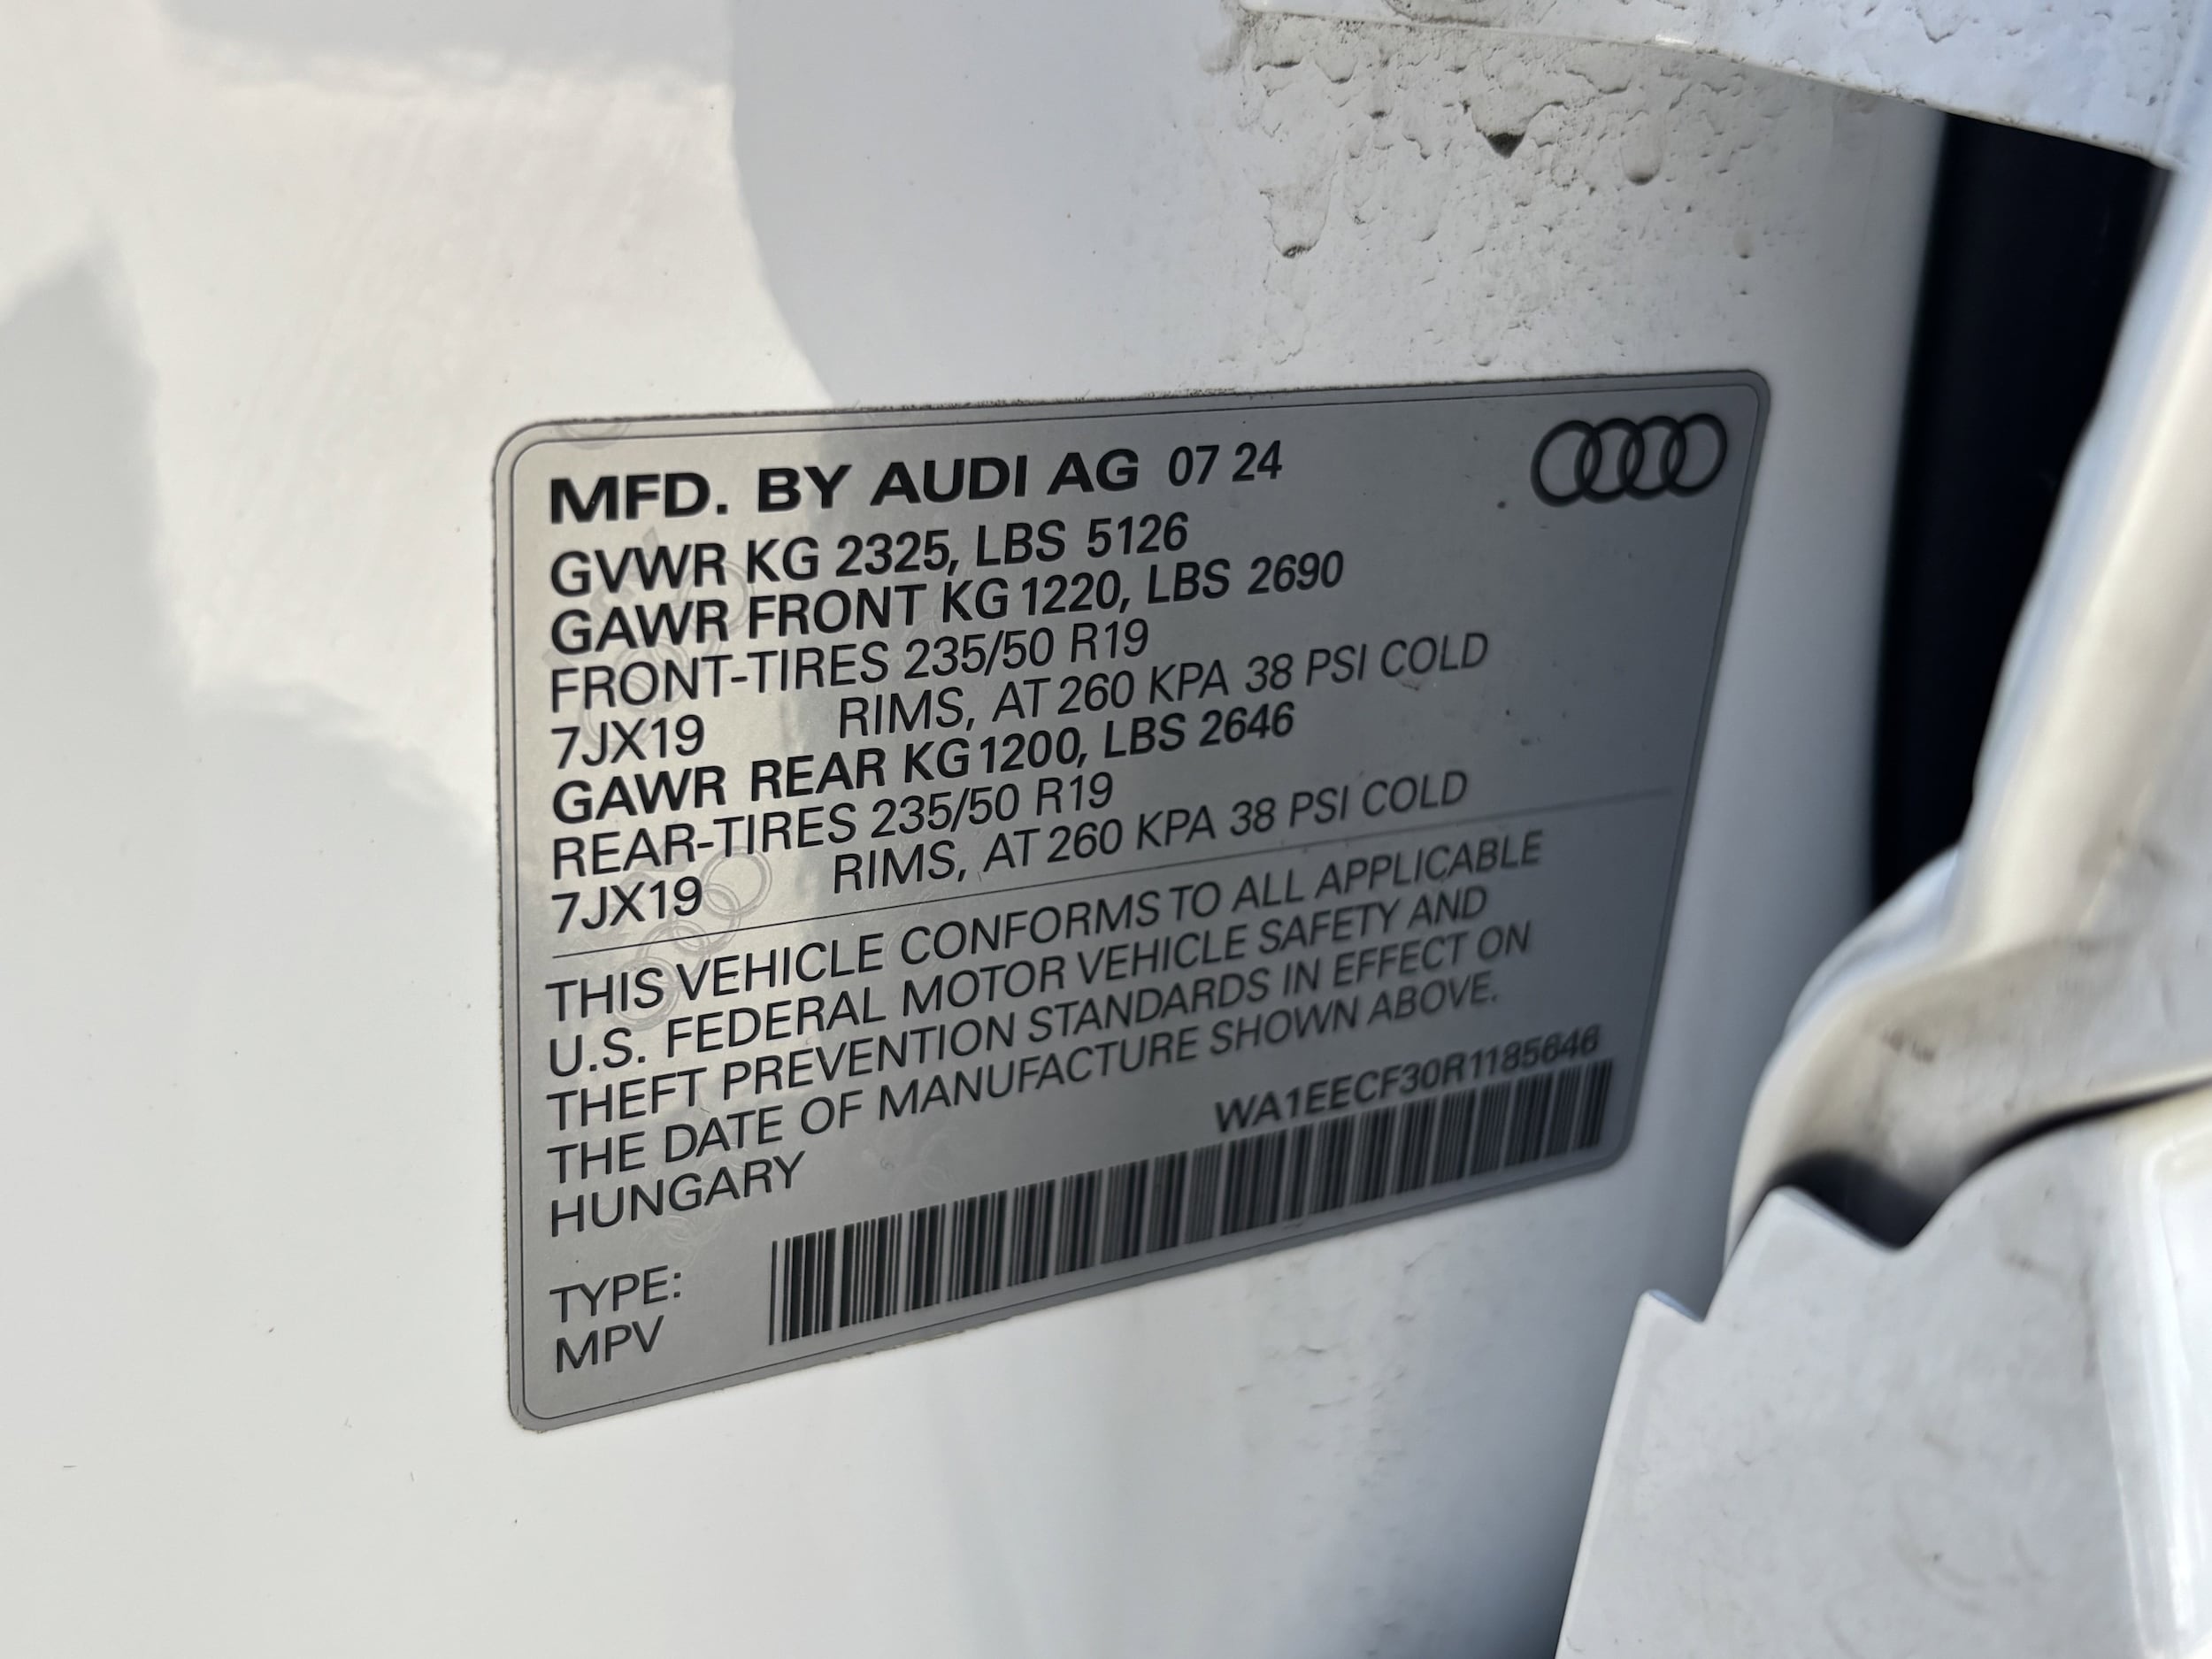 MFD. BY AUDI AG 07 24
GVWR KG 2325, LBS 5126
GAWR FRONT KG 1220, LBS 2690
FRONT-TIRES 235/50 R19
7JX19 RIMS, AT 260 KPA 38 PSI COLD
GAWR REAR KG 1200, LBS 2646
REAR-TIRES 235/50 R19
7JX19 RIMS, AT 260 KPA 38 PSI COLD
THIS VEHICLE CONFORMS TO ALL APPLICABLE
U.S. FEDERAL MOTOR VEHICLE SAFETY AND
THEFT PREVENTION STANDARDS IN EFFECT ON
THE DATE OF MANUFACTURE SHOWN ABOVE.
HUNGARY
WA1EECF30R1185646
TYPE:
MPV